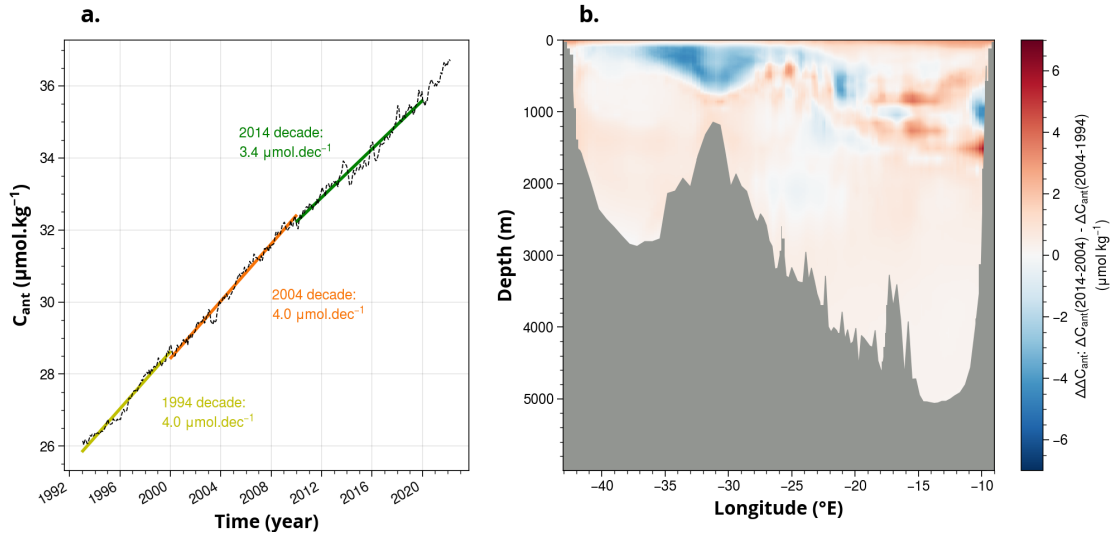 a.
b.
36
34
32
30
28
26
Cant (µmol.kg⁻¹)
2014 decade:
3.4 µmol.dec⁻¹
2004 decade:
4.0 µmol.dec⁻¹
1994 decade:
4.0 µmol.dec⁻¹
1992
1996
2000
2004
2008
2012
2016
2020
Time (year)
0
1000
2000
3000
4000
5000
Depth (m)
−40
−35
−30
−25
−20
−15
−10
Longitude (°E)
6
4
2
0
−2
−4
−6
ΔΔCant: ΔCant(2014-2004) - ΔCant(2004-1994)
(µmol kg⁻¹)